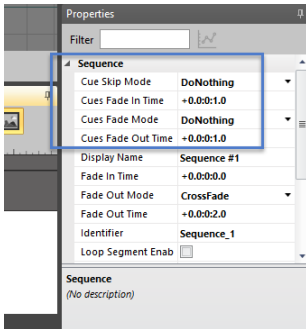 Properties
Filter
Sequence
Cue Skip Mode DoNothing
Cues Fade In Time +0.0:0:1.0
Cues Fade Mode DoNothing
Cues Fade Out Time +0.0:0:1.0
Display Name Sequence #1
Fade In Time +0.0:0:0.0
Fade Out Mode CrossFade
Fade Out Time +0.0:0:2.0
Identifier Sequence_1
Loop Segment Enab
Sequence
(No description)